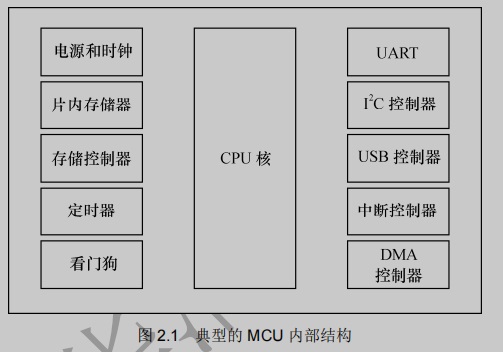 电源和时钟
片内存储器
存储控制器
定时器
看门狗
CPU 核
UART
I²C 控制器
USB 控制器
中断控制器
DMA
控制器
图 2.1 典型的 MCU 内部结构